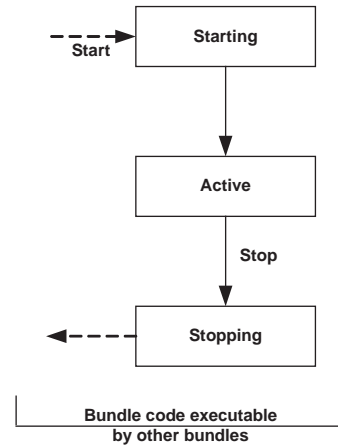 Starting
Start
Active
Stop
Stopping
Bundle code executable
by other bundles